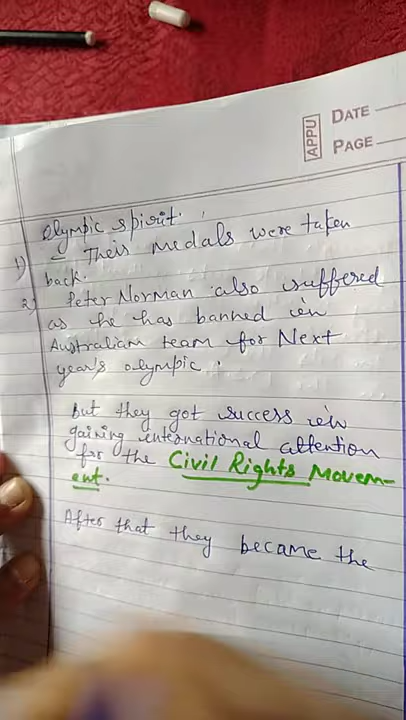 APPU
DATE
PAGE
olympic spirit.
1) - Theis medals were taken
back.
2) Peter Norman also suffered
as he has banned in
Australian team for Next
year's olympic.
But they got success in
gaining international attention
for the Civil Rights Movem-
ent.
After that they became the